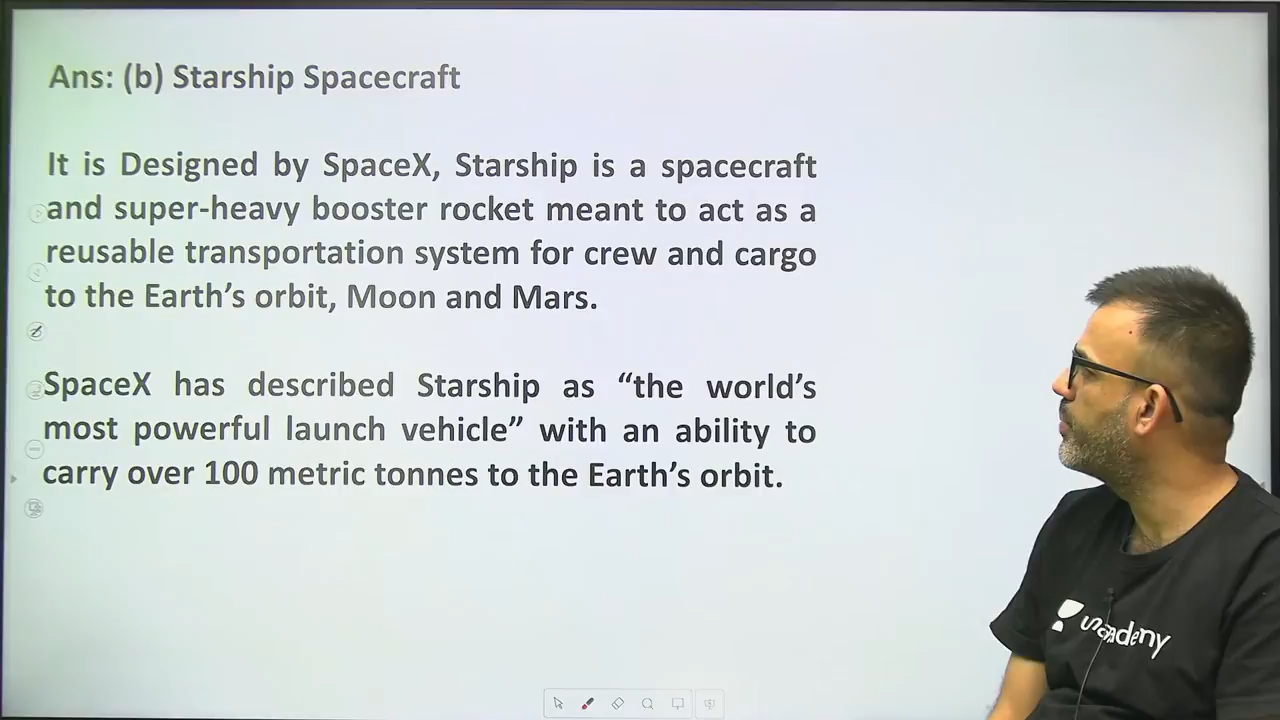 Ans: (b) Starship Spacecraft
It is Designed by SpaceX, Starship is a spacecraft
and super-heavy booster rocket meant to act as a
reusable transportation system for crew and cargo
to the Earth’s orbit, Moon and Mars.
SpaceX has described Starship as “the world’s
most powerful launch vehicle” with an ability to
carry over 100 metric tonnes to the Earth’s orbit.
unacademy